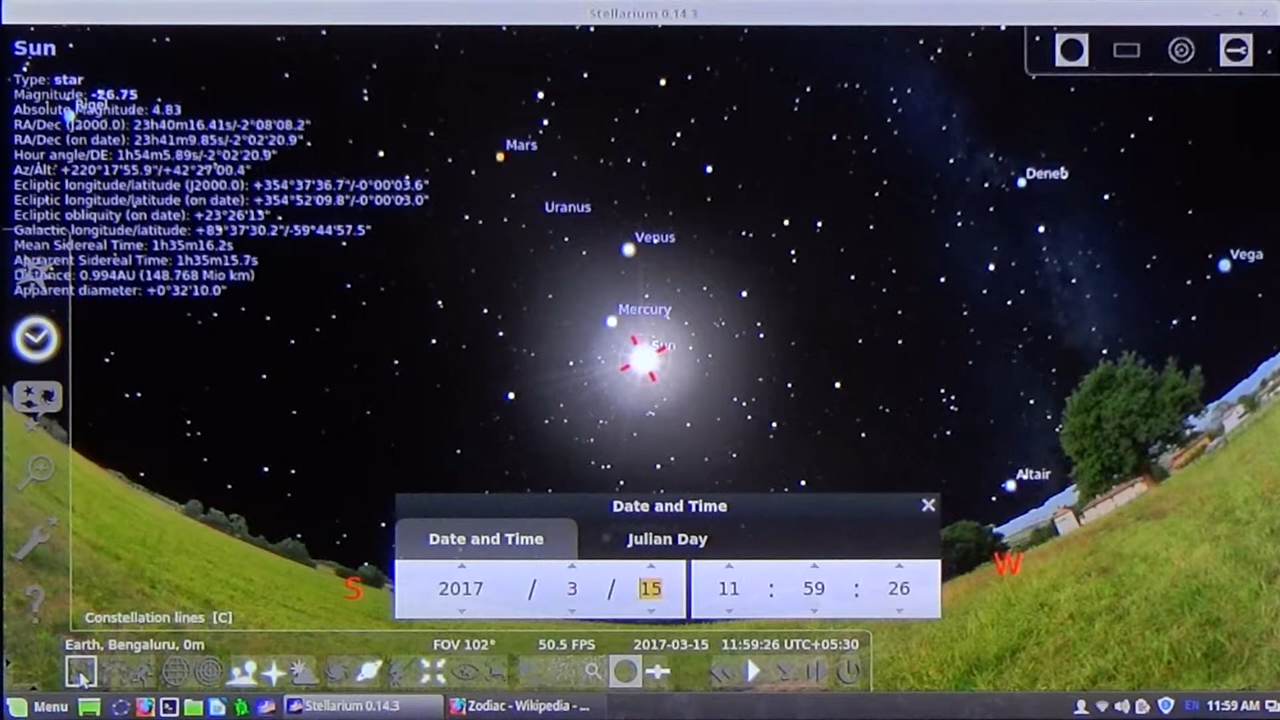 Stellarium 0.14.3
Sun
Type: star
Magnitude: -26.75
Absolute Magnitude: 4.83
RA/Dec (J2000.0): 23h40m16.41s/-2°08'08.2"
RA/Dec (on date): 23h41m9.85s/-2°02'20.9"
Hour angle/DE: 1h54m5.89s/-2°02'20.9"
Az/Alt: +220°17'55.9"/+42°27'00.4"
Ecliptic longitude/latitude (J2000.0): +354°37'36.7"/-0°00'03.6"
Ecliptic longitude/latitude (on date): +354°52'09.8"/-0°00'03.0"
Ecliptic obliquity (on date): +23°26'13"
Galactic longitude/latitude: +89°37'30.2"/-59°44'57.5"
Mean Sidereal Time: 1h35m16.2s
Apparent Sidereal Time: 1h35m15.7s
Distance: 0.994AU (148.768 Mio km)
Apparent diameter: +0°32'10.0"
Rigel
Mars
Deneb
Uranus
Venus
Vega
Mercury
Sun
Altair
Date and Time
Date and Time Julian Day
2017 / 3 / 15 11 : 59 : 26
S
W
Constellation lines [C]
Earth, Bengaluru, 0m FOV 102° 50.5 FPS 2017-03-15 11:59:26 UTC+05:30
Menu Stellarium 0.14.3 Zodiac - Wikipedia - ... EN 11:59 AM